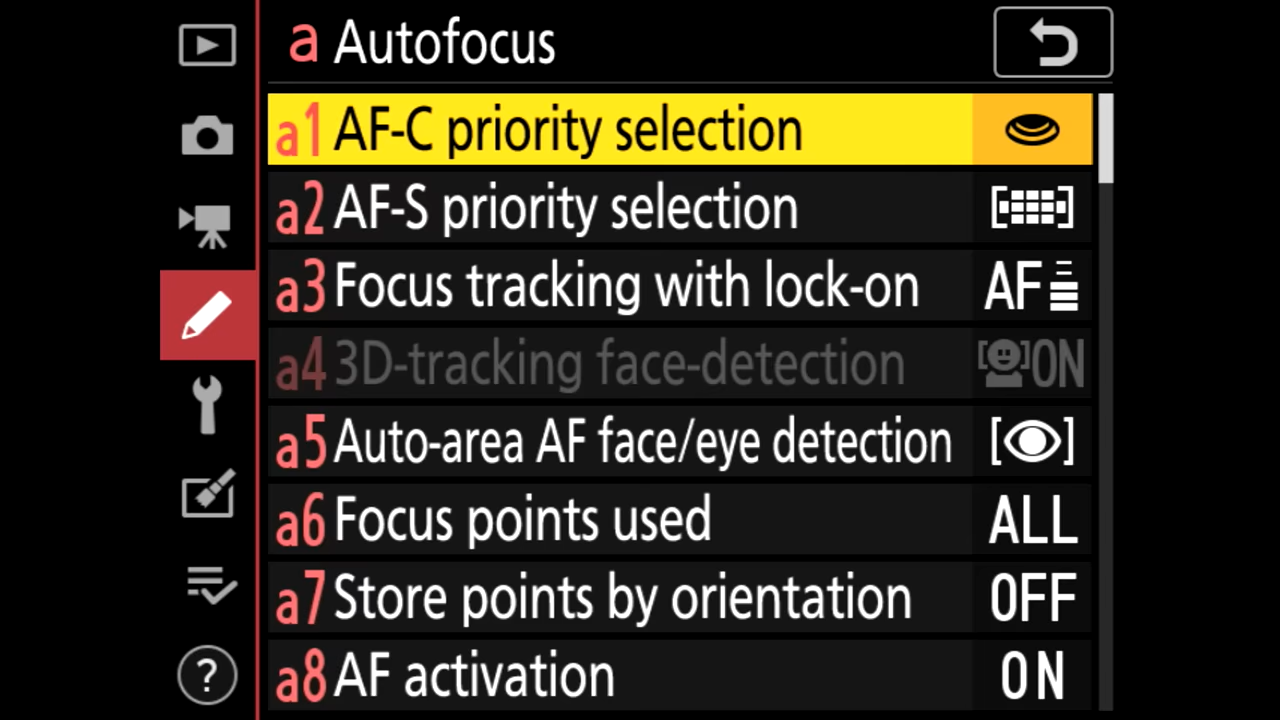 a Autofocus
a1 AF-C priority selection
a2 AF-S priority selection
a3 Focus tracking with lock-on AF
a4 3D-tracking face-detection ON
a5 Auto-area AF face/eye detection
a6 Focus points used ALL
a7 Store points by orientation OFF
a8 AF activation ON
?